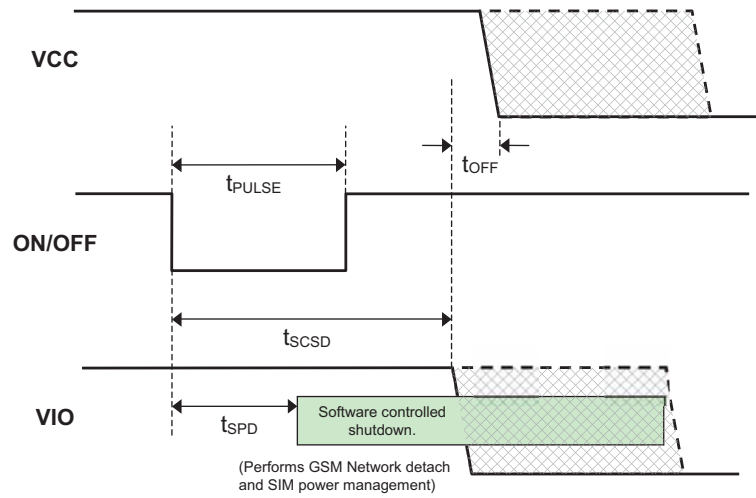 VCC
tOFF
tPULSE
ON/OFF
tSCSD
VIO
tSPD
Software controlled
shutdown.
(Performs GSM Network detach
and SIM power management)